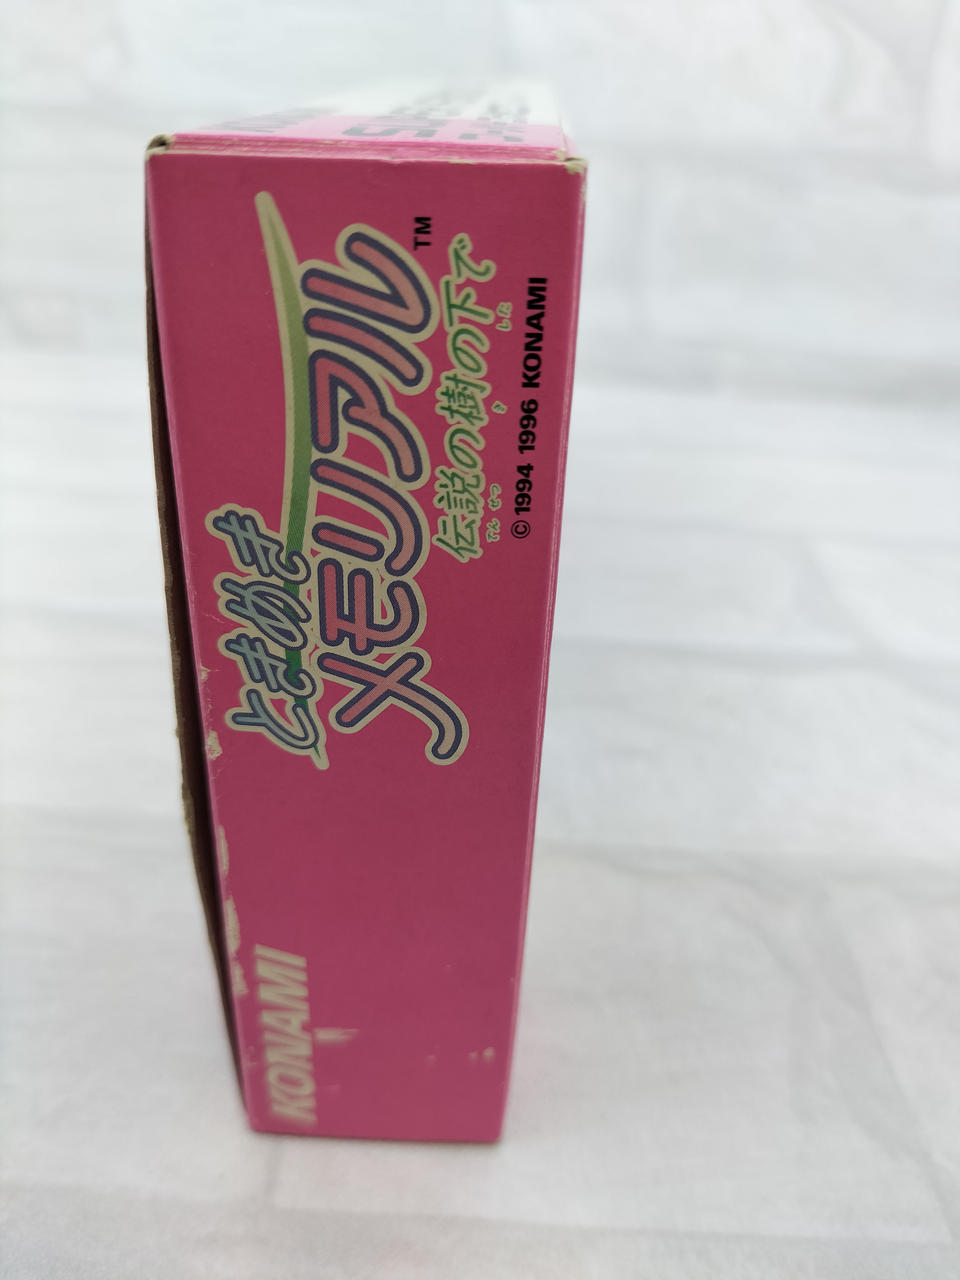 ときめき
メモリアル™
伝説の樹の下で
でんせつ き した
©1994 1996 KONAMI
KONAMI